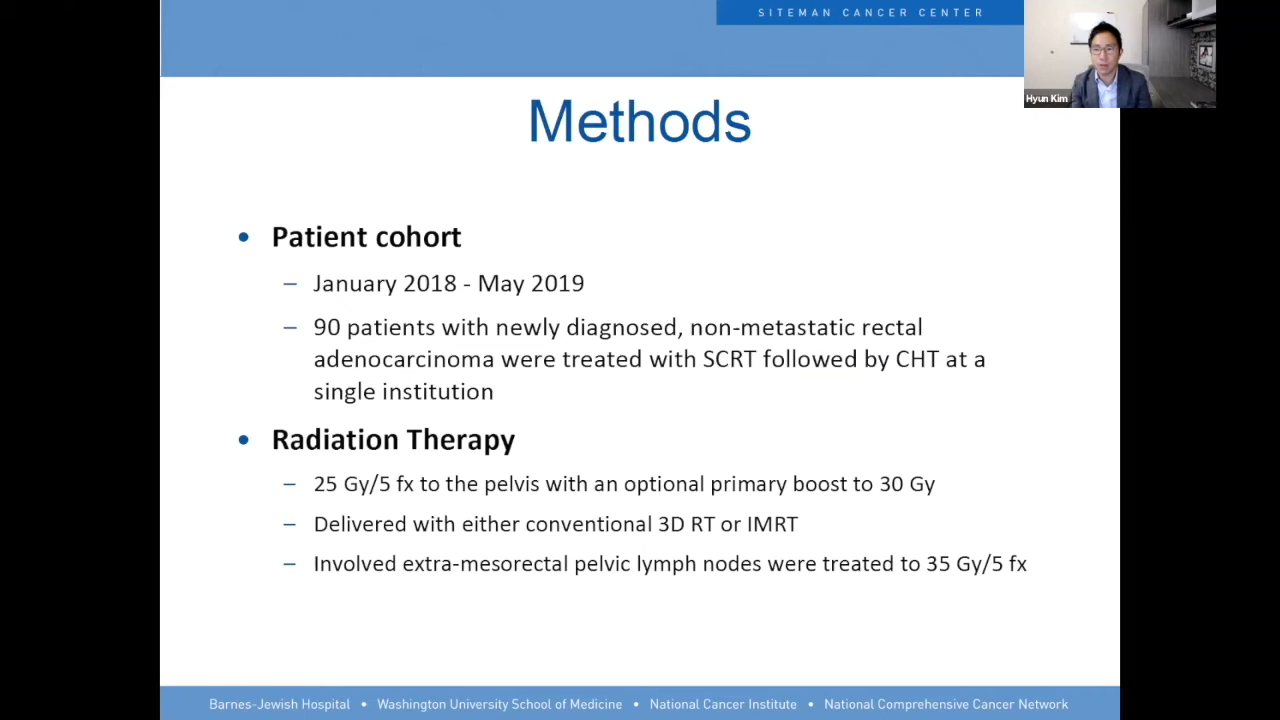 SITEMAN CANCER CENTER
Hyun Kim
Methods
• Patient cohort
– January 2018 - May 2019
– 90 patients with newly diagnosed, non-metastatic rectal
adenocarcinoma were treated with SCRT followed by CHT at a
single institution
• Radiation Therapy
– 25 Gy/5 fx to the pelvis with an optional primary boost to 30 Gy
– Delivered with either conventional 3D RT or IMRT
– Involved extra-mesorectal pelvic lymph nodes were treated to 35 Gy/5 fx
Barnes-Jewish Hospital • Washington University School of Medicine • National Cancer Institute • National Comprehensive Cancer Network